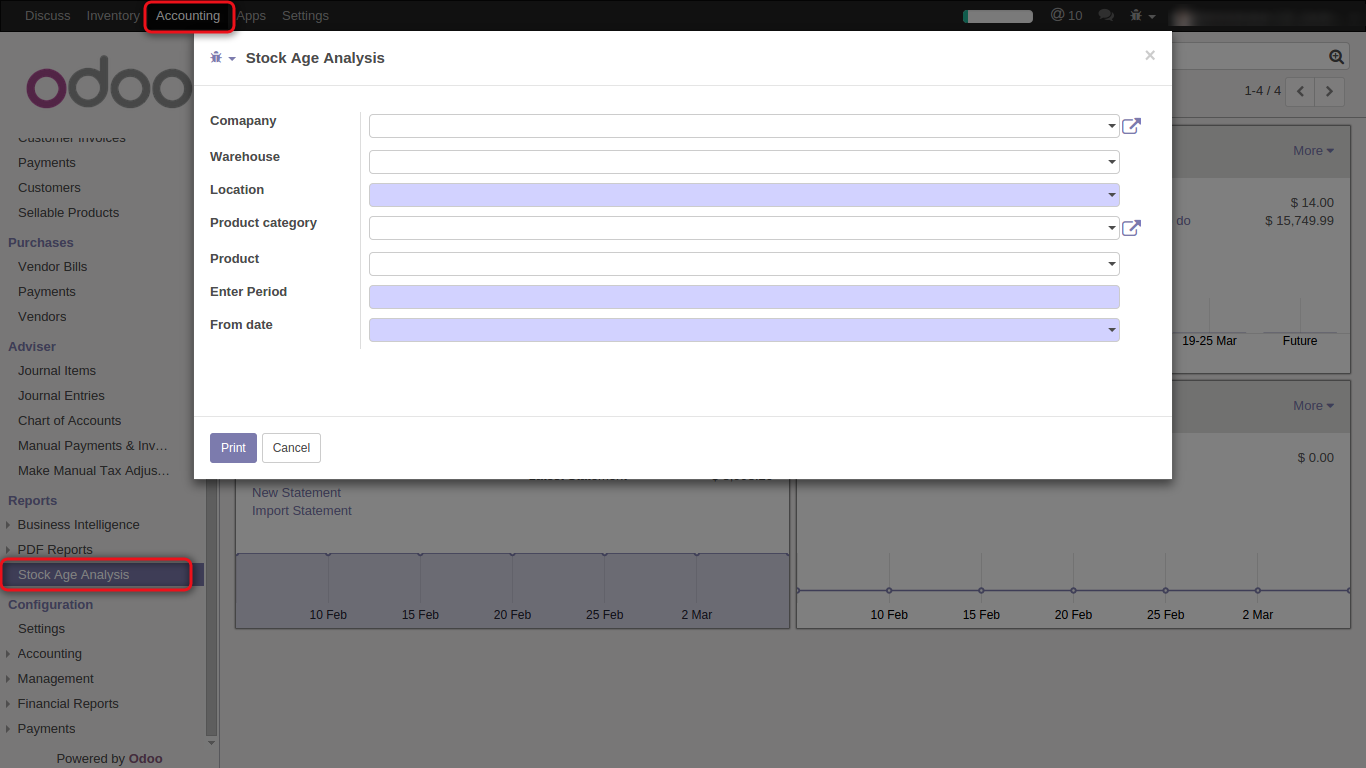 Discuss Inventory Accounting Apps Settings @ 10
odoo
Stock Age Analysis ×
Comapany
Warehouse
Location
Product category
Product
Enter Period
From date
Print Cancel
Customer Invoices
Payments
Customers
Sellable Products
Purchases
Vendor Bills
Payments
Vendors
Adviser
Journal Items
Journal Entries
Chart of Accounts
Manual Payments & Inv…
Make Manual Tax Adjus…
Reports
Business Intelligence
PDF Reports
Stock Age Analysis
Configuration
Settings
Accounting
Management
Financial Reports
Payments
Powered by Odoo
1-4 / 4
More
$ 14.00
do $ 15,749.99
19-25 Mar Future
More
$ 0.00
Latest Statement
New Statement
Import Statement
10 Feb 15 Feb 20 Feb 25 Feb 2 Mar
10 Feb 15 Feb 20 Feb 25 Feb 2 Mar